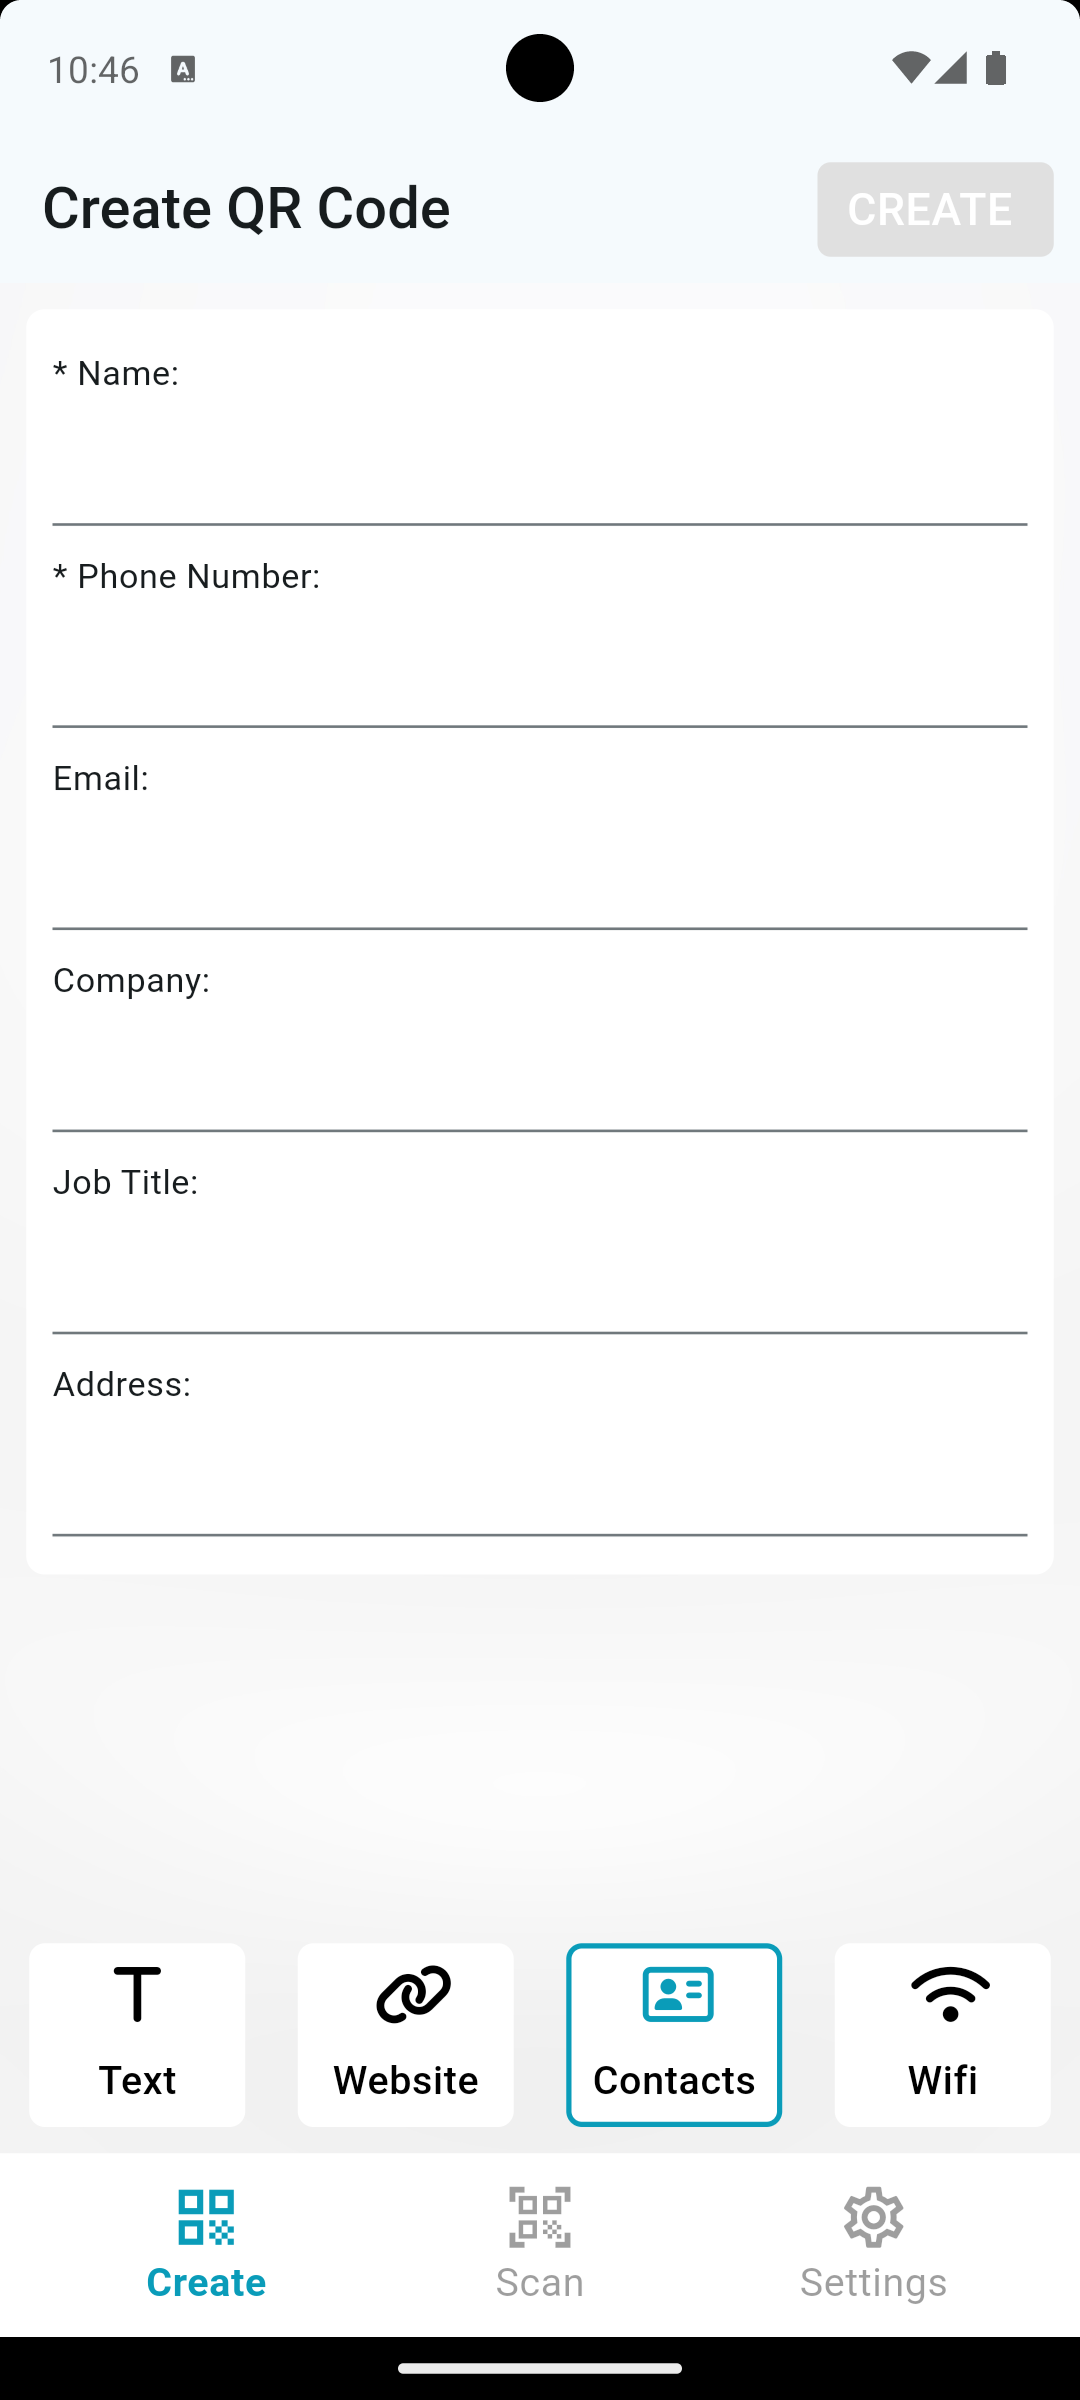 10:46
Create QR Code
CREATE
* Name:
* Phone Number:
Email:
Company:
Job Title:
Address:
Text
Website
Contacts
Wifi
Create
Scan
Settings